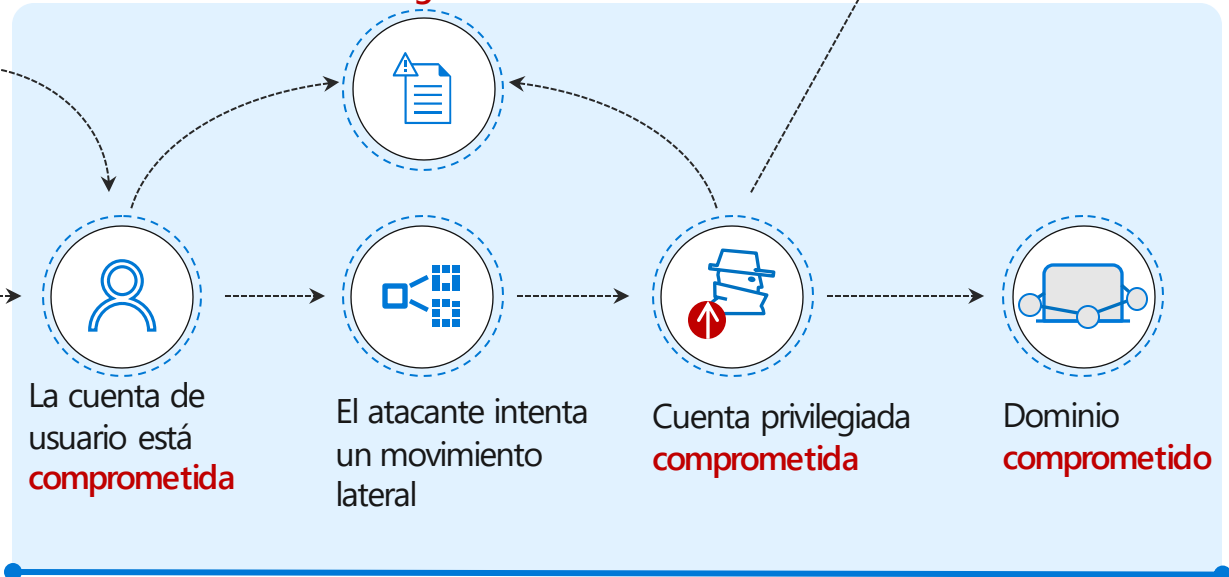 La cuenta de
usuario está
comprometida
El atacante intenta
un movimiento
lateral
Cuenta privilegiada
comprometida
Dominio
comprometido